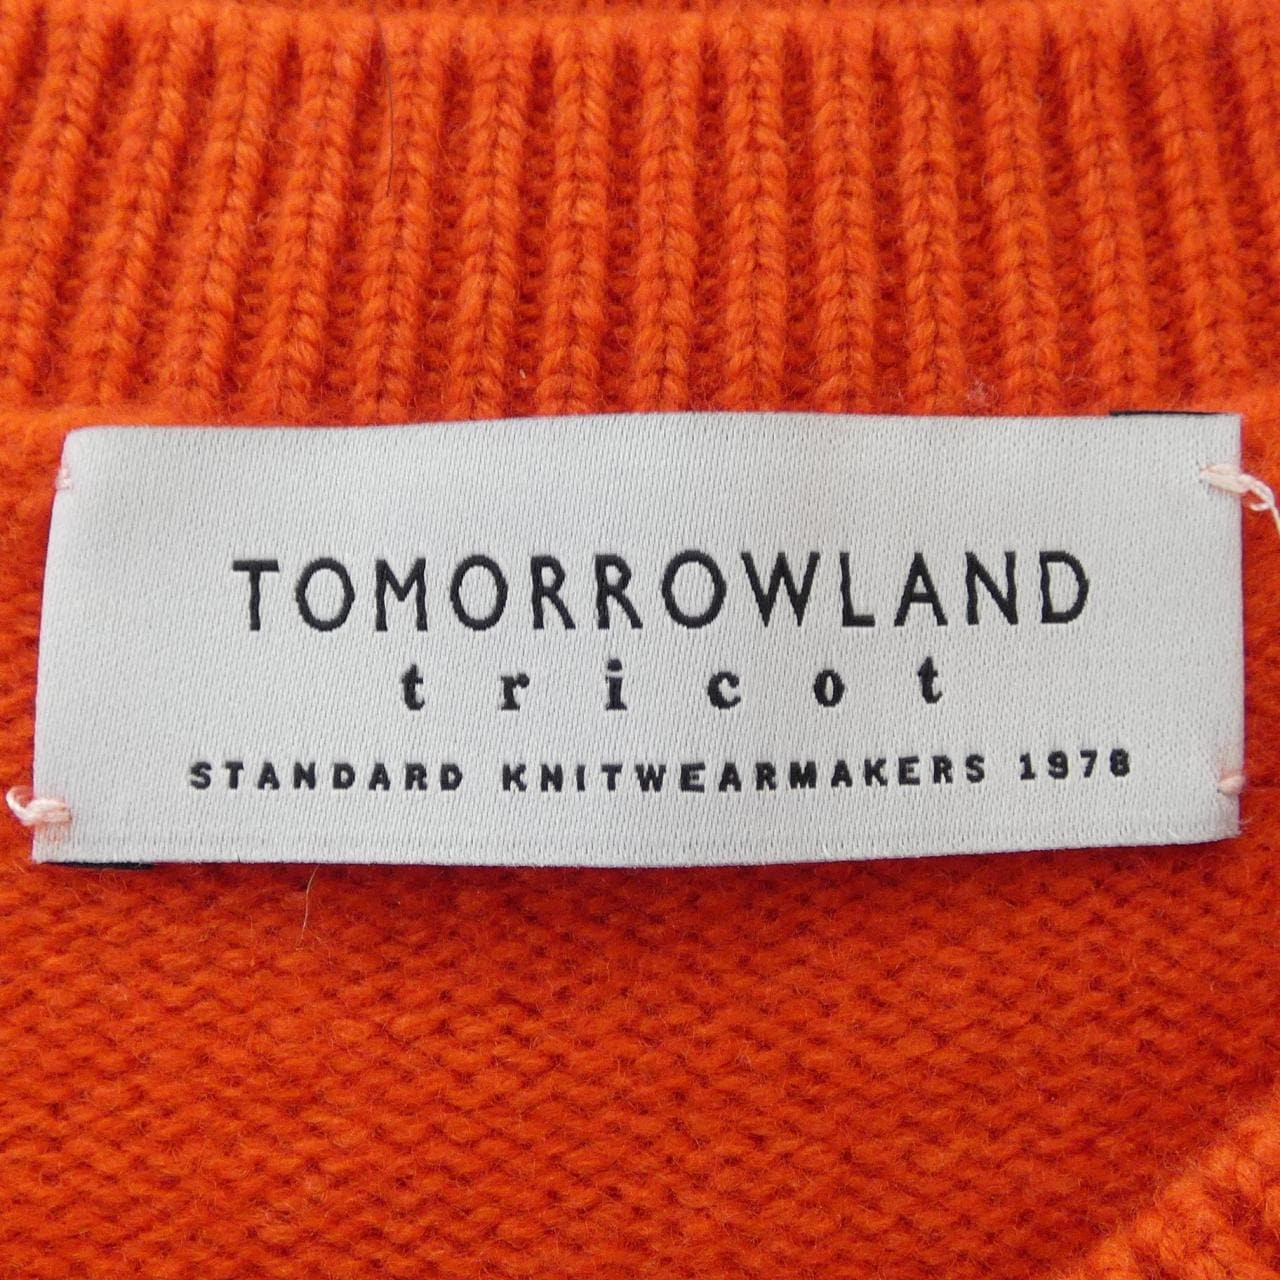 TOMORROWLAND
tricot
STANDARD KNITWEARMAKERS 1978